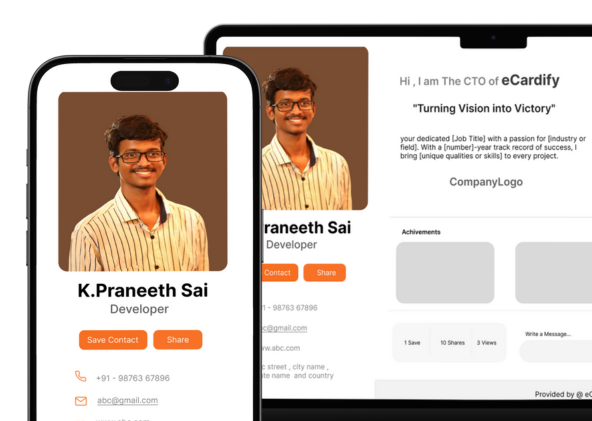 K.Praneeth Sai
Developer
Save Contact
Share
+91 - 98763 67896
abc@gmail.com
Hi , I am The CTO of eCardify
"Turning Vision into Victory"
your dedicated [Job Title] with a passion for [industry or
field]. With a [number]-year track record of success, I
bring [unique qualities or skills] to every project.
CompanyLogo
raneeth Sai
Developer
Contact
Share
1 - 98763 67896
c@gmail.com
w.abc.com
street , city name ,
te name and country
Achivements
1 Save
10 Shares
3 Views
Write a Message...
Provided by @ eC